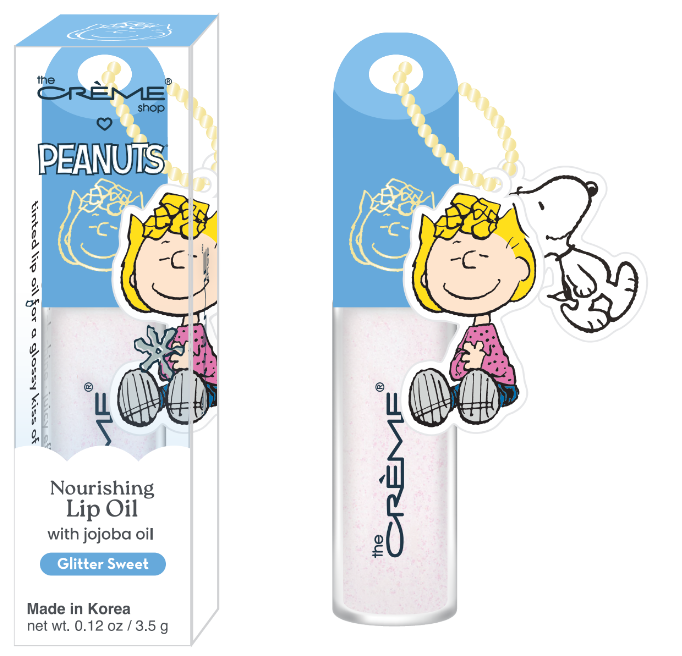 the
CRÈME®
shop
PEANUTS
tinted lip oil for a glossy kiss of
®
CRÈME
Nourishing
Lip Oil
with jojoba oil
Glitter Sweet
Made in Korea
net wt. 0.12 oz / 3.5 g
the
CRÈME®